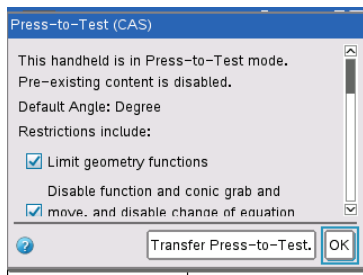 Press-to-Test (CAS)
This handheld is in Press-to-Test mode.
Pre-existing content is disabled.
Default Angle: Degree
Restrictions include:
Limit geometry functions
Disable function and conic grab and
move, and disable change of equation
Transfer Press-to-Test.
OK